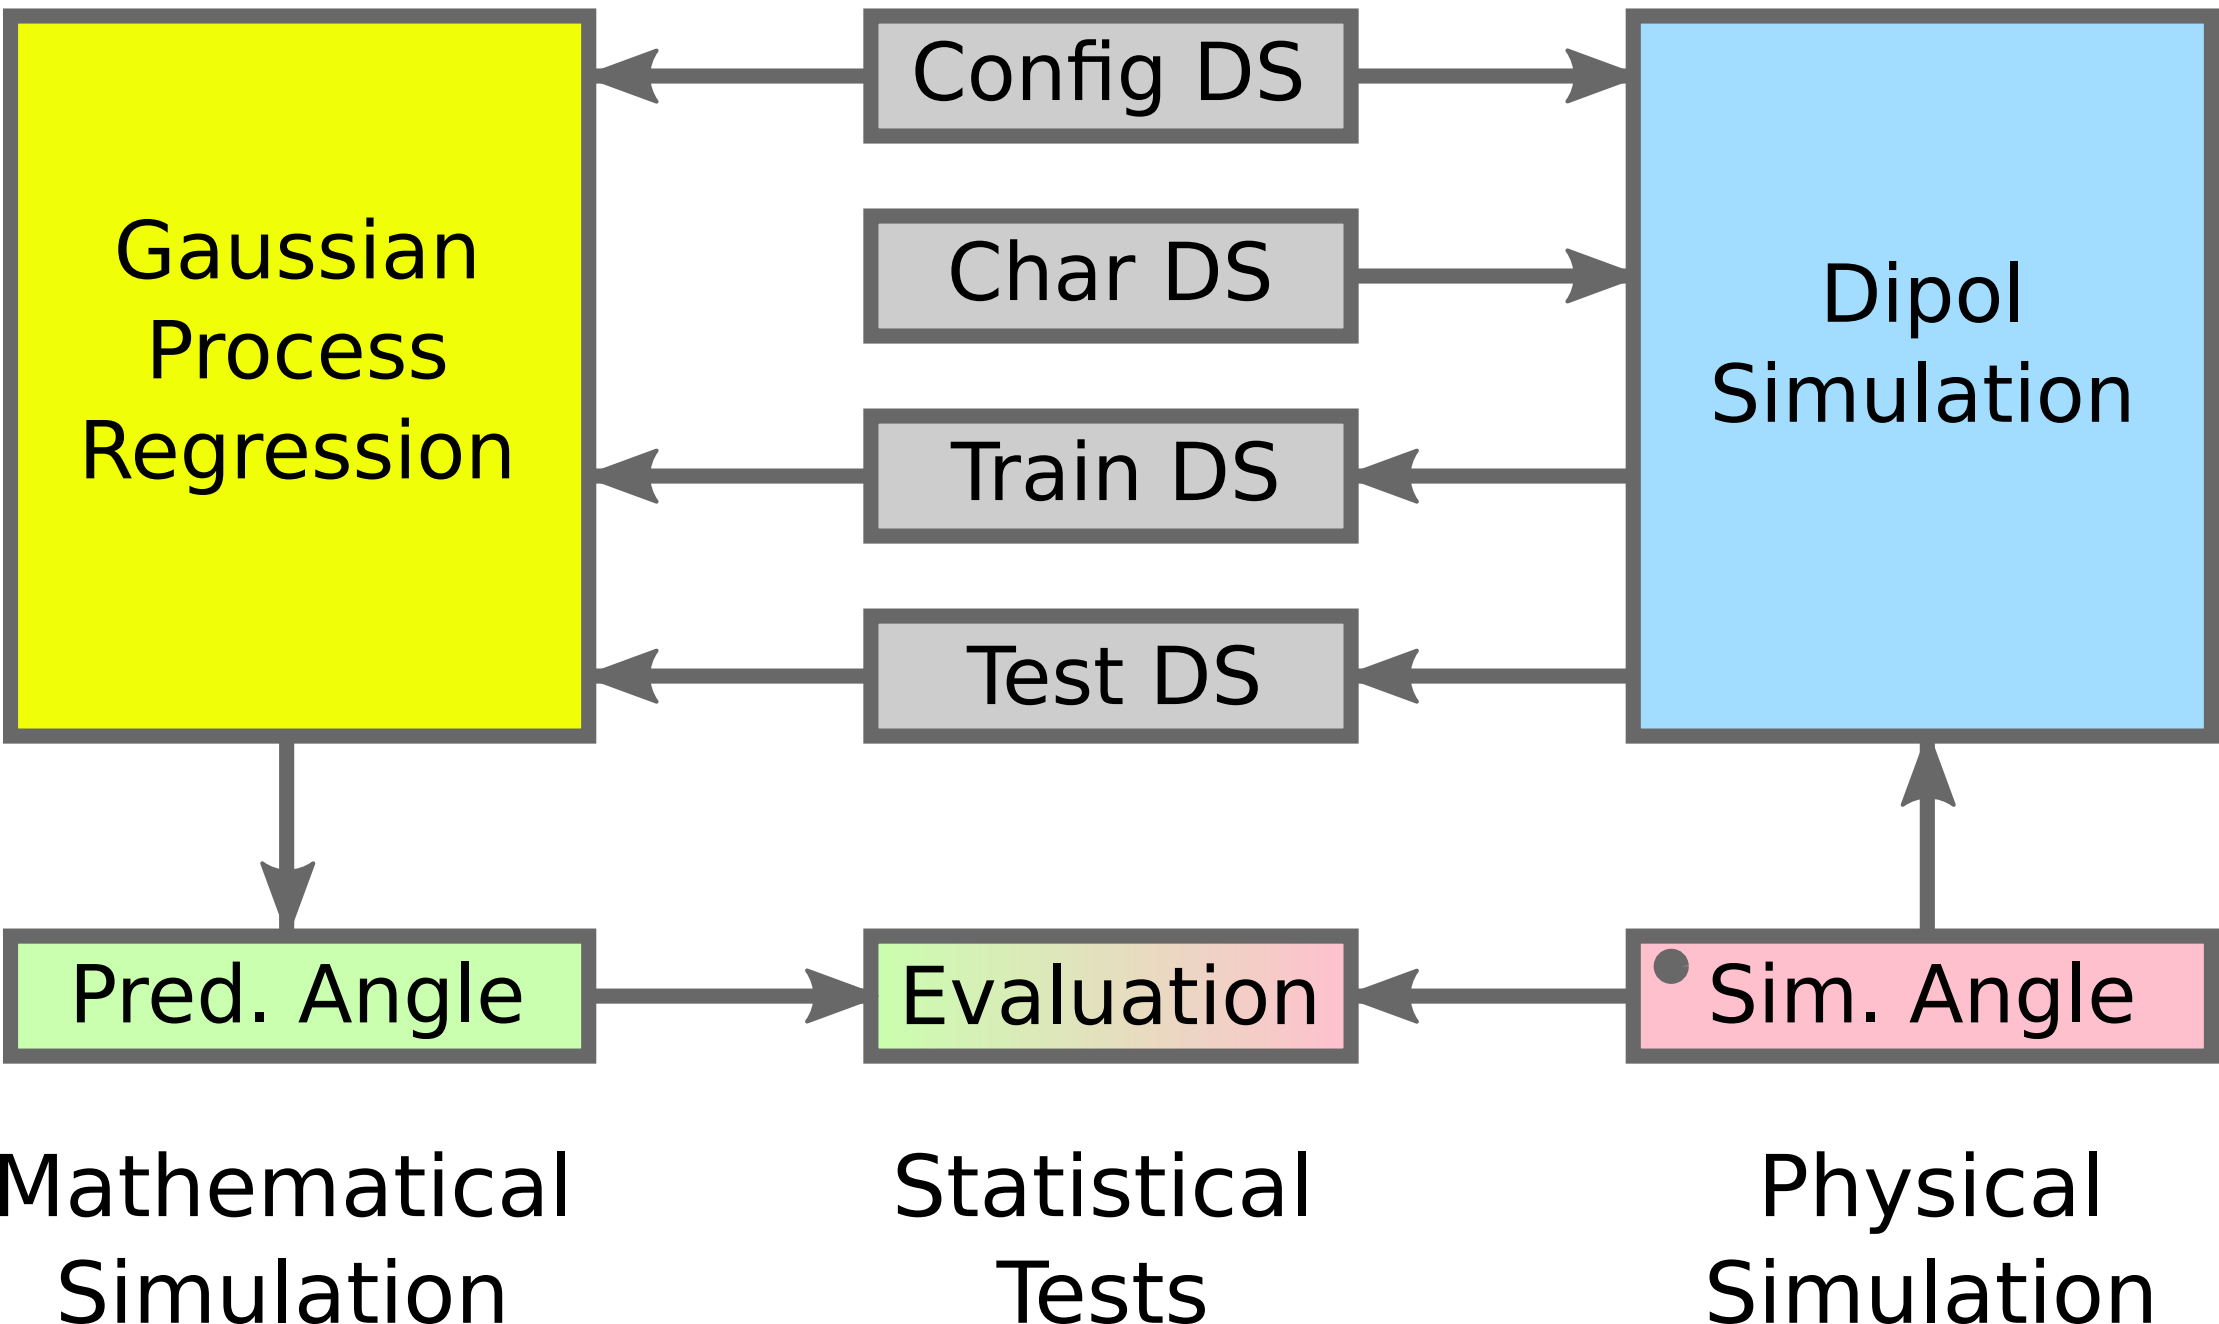 Config DS
Gaussian
Process
Regression
Char DS
Dipol
Simulation
Train DS
Test DS
Pred. Angle
Evaluation
Sim. Angle
Mathematical
Simulation
Statistical
Tests
Physical
Simulation